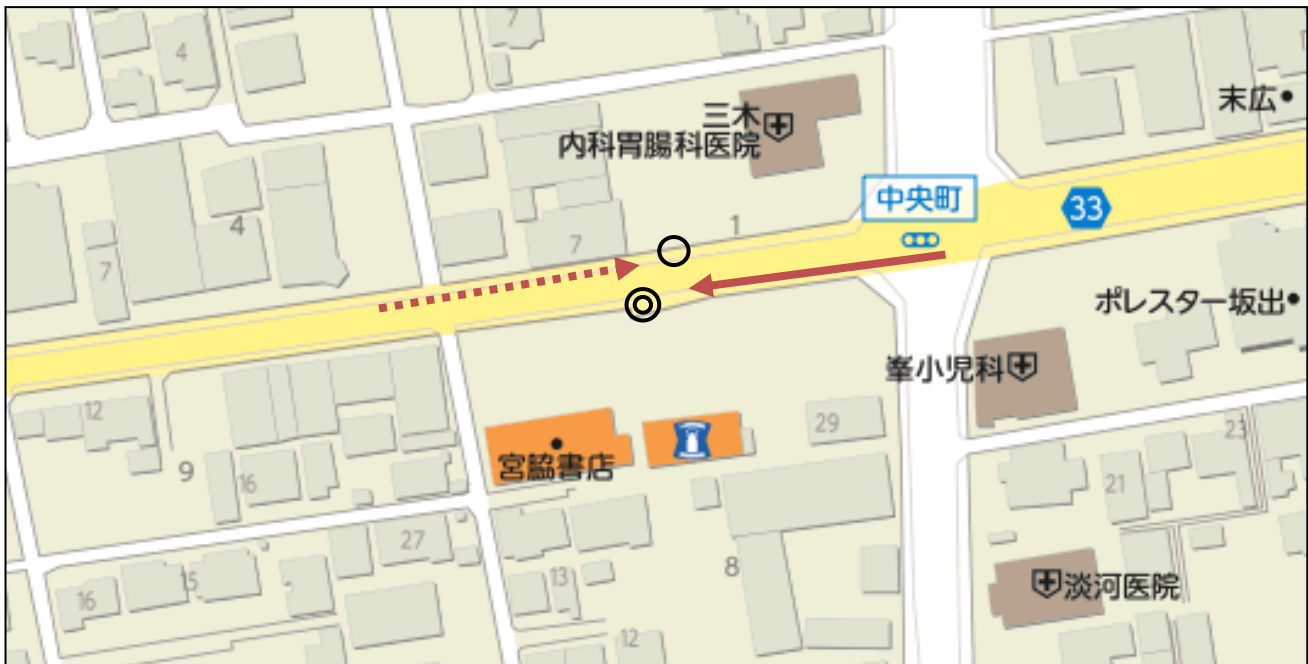 7
4
末広
三木
内科胃腸科医院
中央町
33
1
4
7
7
ポレスター坂出
峯小児科
12
29
23
宮脇書店
9
16
21
27
15
16
13
8
淡河医院
12